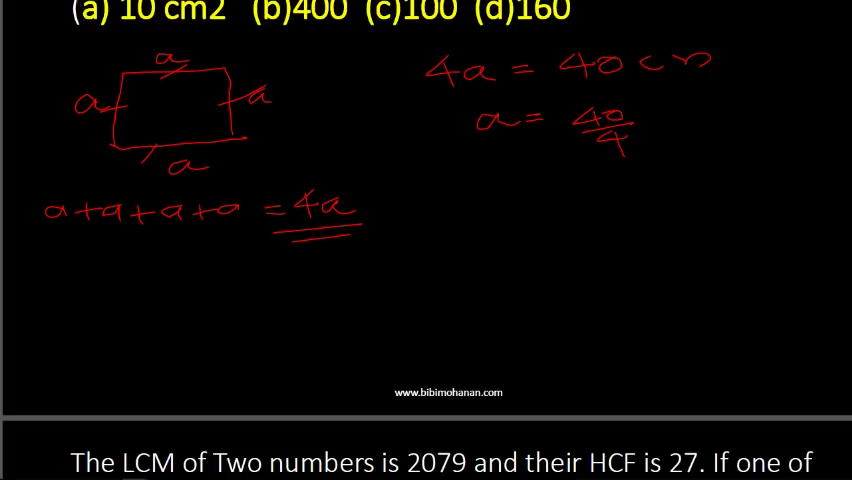 (a) 10 cm2 (b)400 (c)100 (d)160
a
a
a
a
4a = 40 cm
a = 40/4
a + a + a + a = 4a
www.bibimohanan.com
The LCM of Two numbers is 2079 and their HCF is 27. If one of